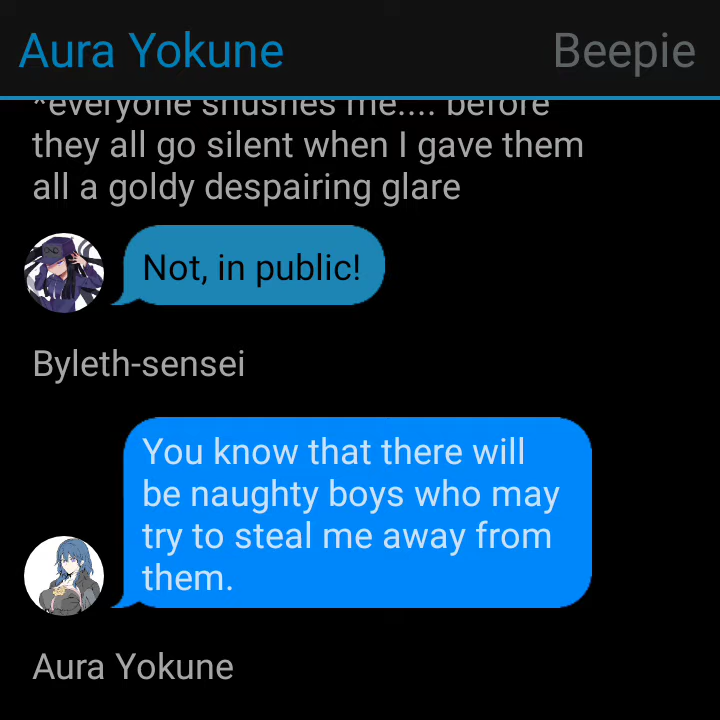 Aura Yokune Beepie
*everyone shushes me.... before
they all go silent when I gave them
all a goldy despairing glare
Not, in public!
Byleth-sensei
You know that there will
be naughty boys who may
try to steal me away from
them.
Aura Yokune